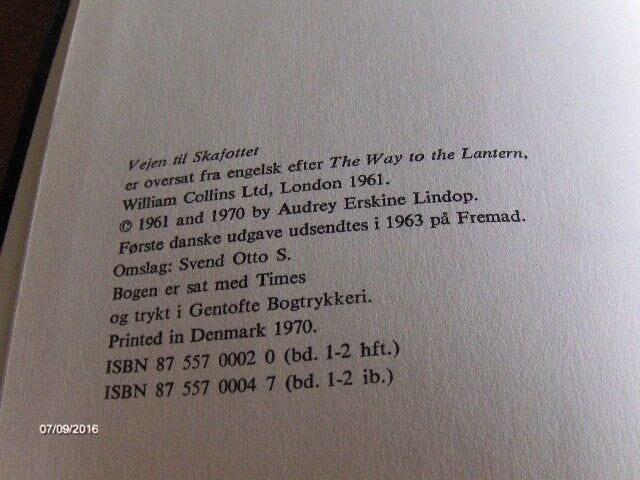 Vejen til Skafottet
er oversat fra engelsk efter The Way to the Lantern,
William Collins Ltd, London 1961.
© 1961 and 1970 by Audrey Erskine Lindop.
Første danske udgave udsendtes i 1963 på Fremad.
Omslag: Svend Otto S.
Bogen er sat med Times
og trykt i Gentofte Bogtrykkeri.
Printed in Denmark 1970.
ISBN 87 557 0002 0 (bd. 1-2 hft.)
ISBN 87 557 0004 7 (bd. 1-2 ib.)
07/09/2016